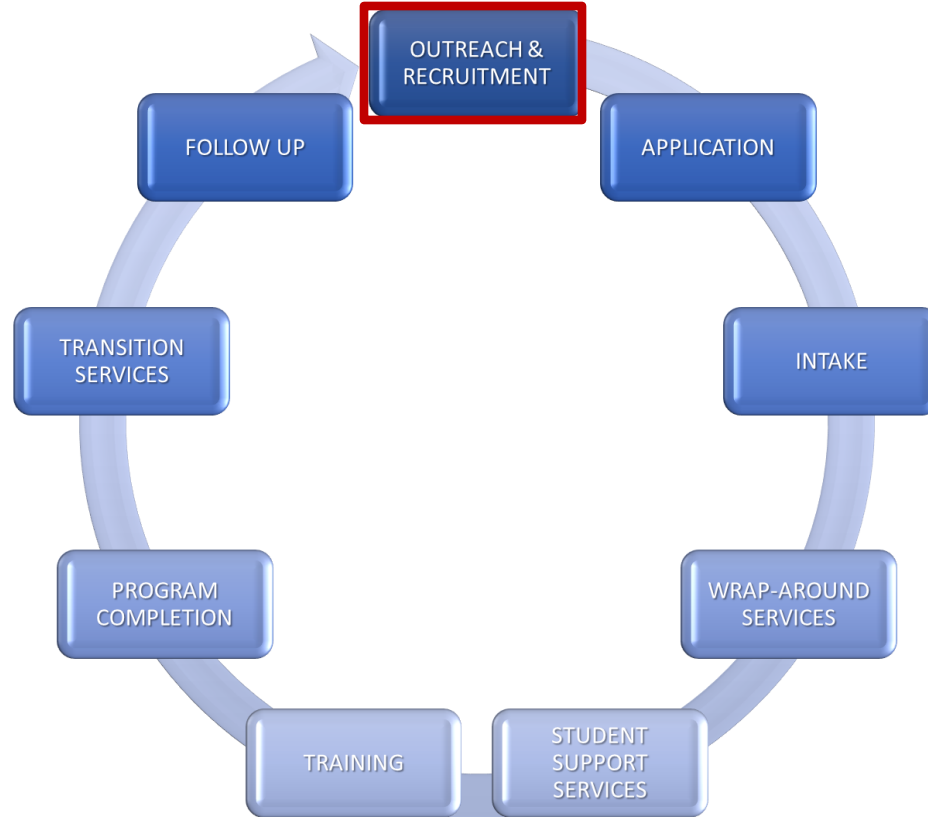 OUTREACH &
RECRUITMENT
APPLICATION
INTAKE
WRAP-AROUND
SERVICES
STUDENT
SUPPORT
SERVICES
TRAINING
PROGRAM
COMPLETION
TRANSITION
SERVICES
FOLLOW UP